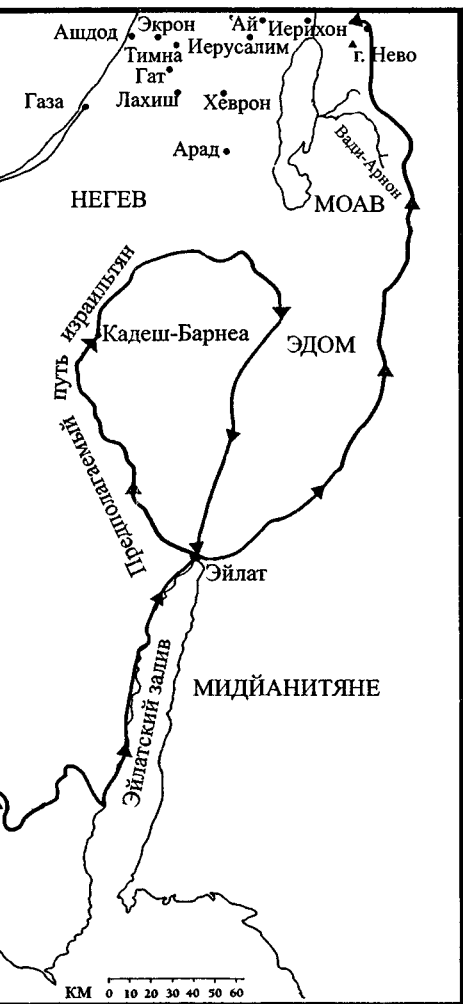 Экрон
Ай
Иерихон
Ашдод
Тимна
Иерусалим
г. Нево
Гат
Газа
Лахиш
Хеврон
Вади-Арнон
Арад
НЕГЕВ
МОАВ
Предполагаемый путь израильтян
Кадеш-Барнеа
ЭДОМ
Эйлат
Эйлатский залив
МИДЙАНИТЯНЕ
КМ 0 10 20 30 40 50 60